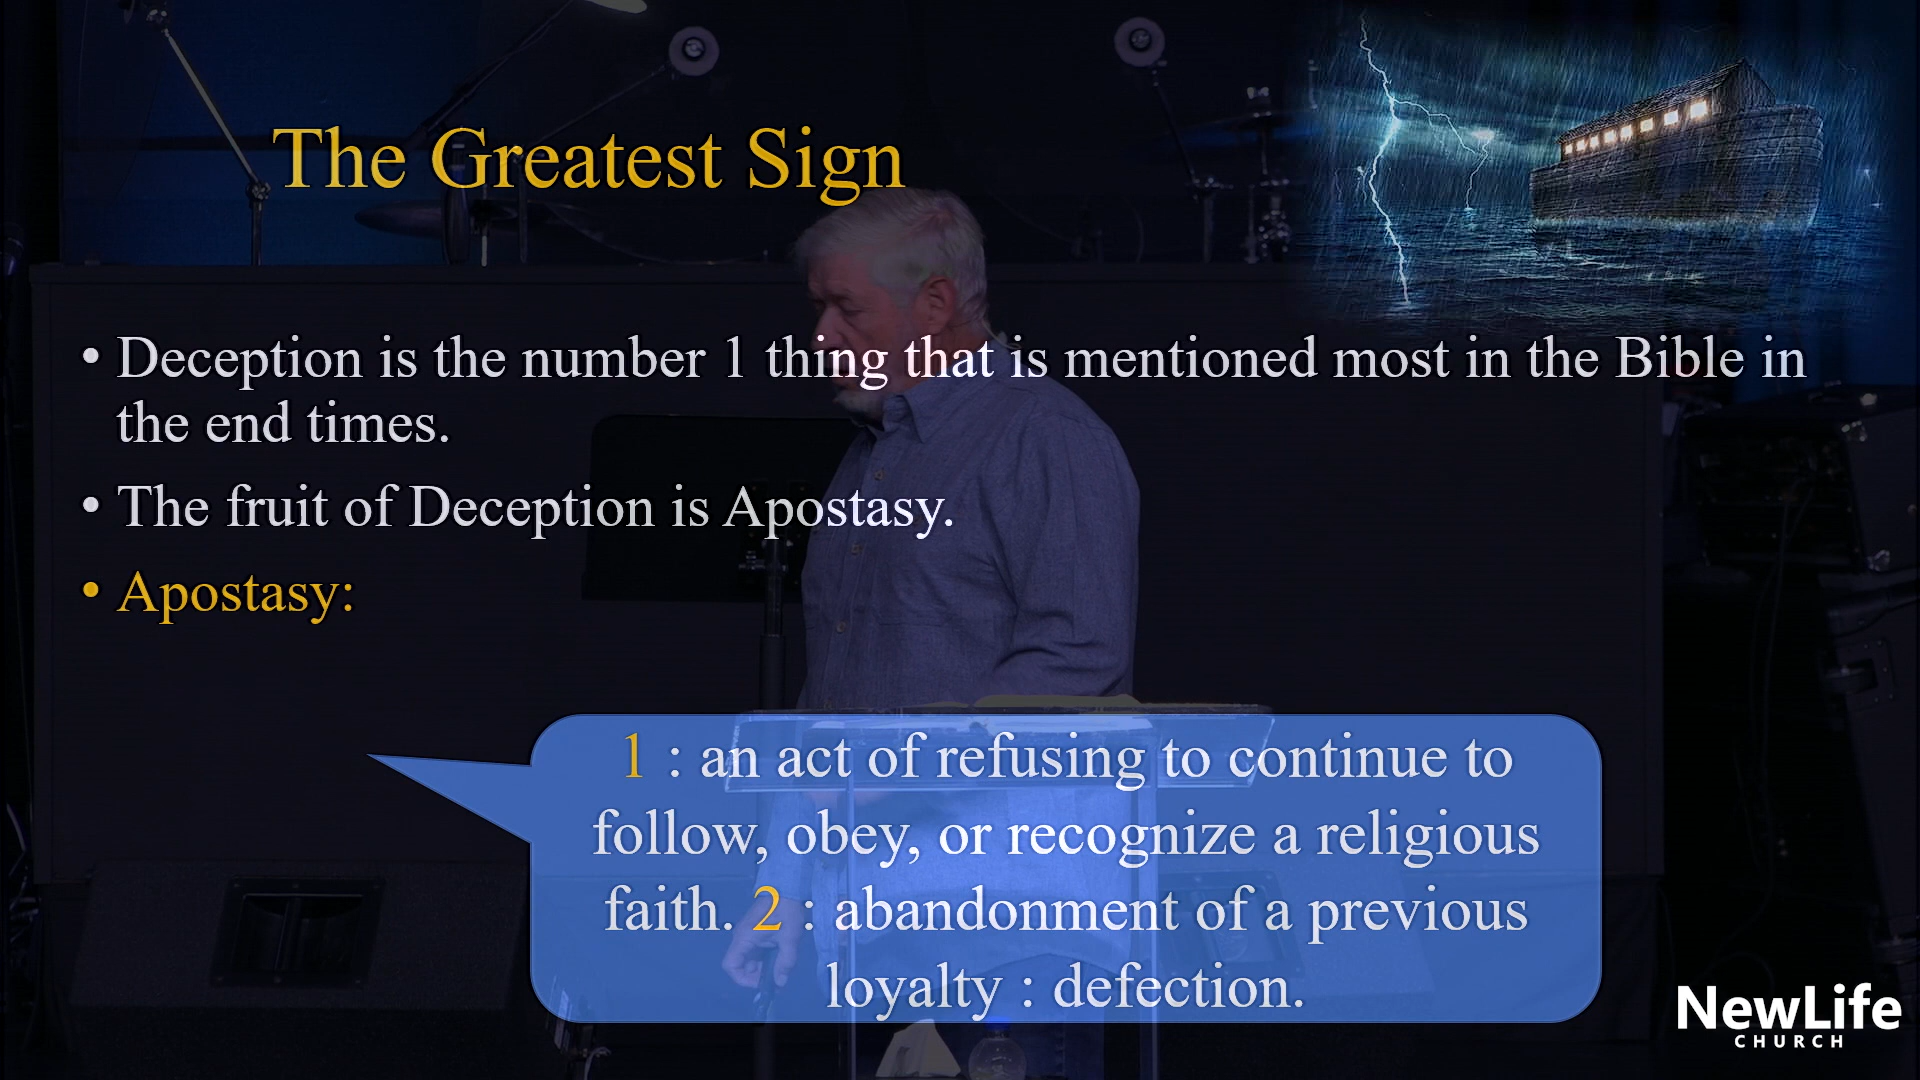 The Greatest Sign
• Deception is the number 1 thing that is mentioned most in the Bible in
the end times.
• The fruit of Deception is Apostasy.
• Apostasy:
1 : an act of refusing to continue to
follow, obey, or recognize a religious
faith. 2 : abandonment of a previous
loyalty : defection.
NewLife
CHURCH